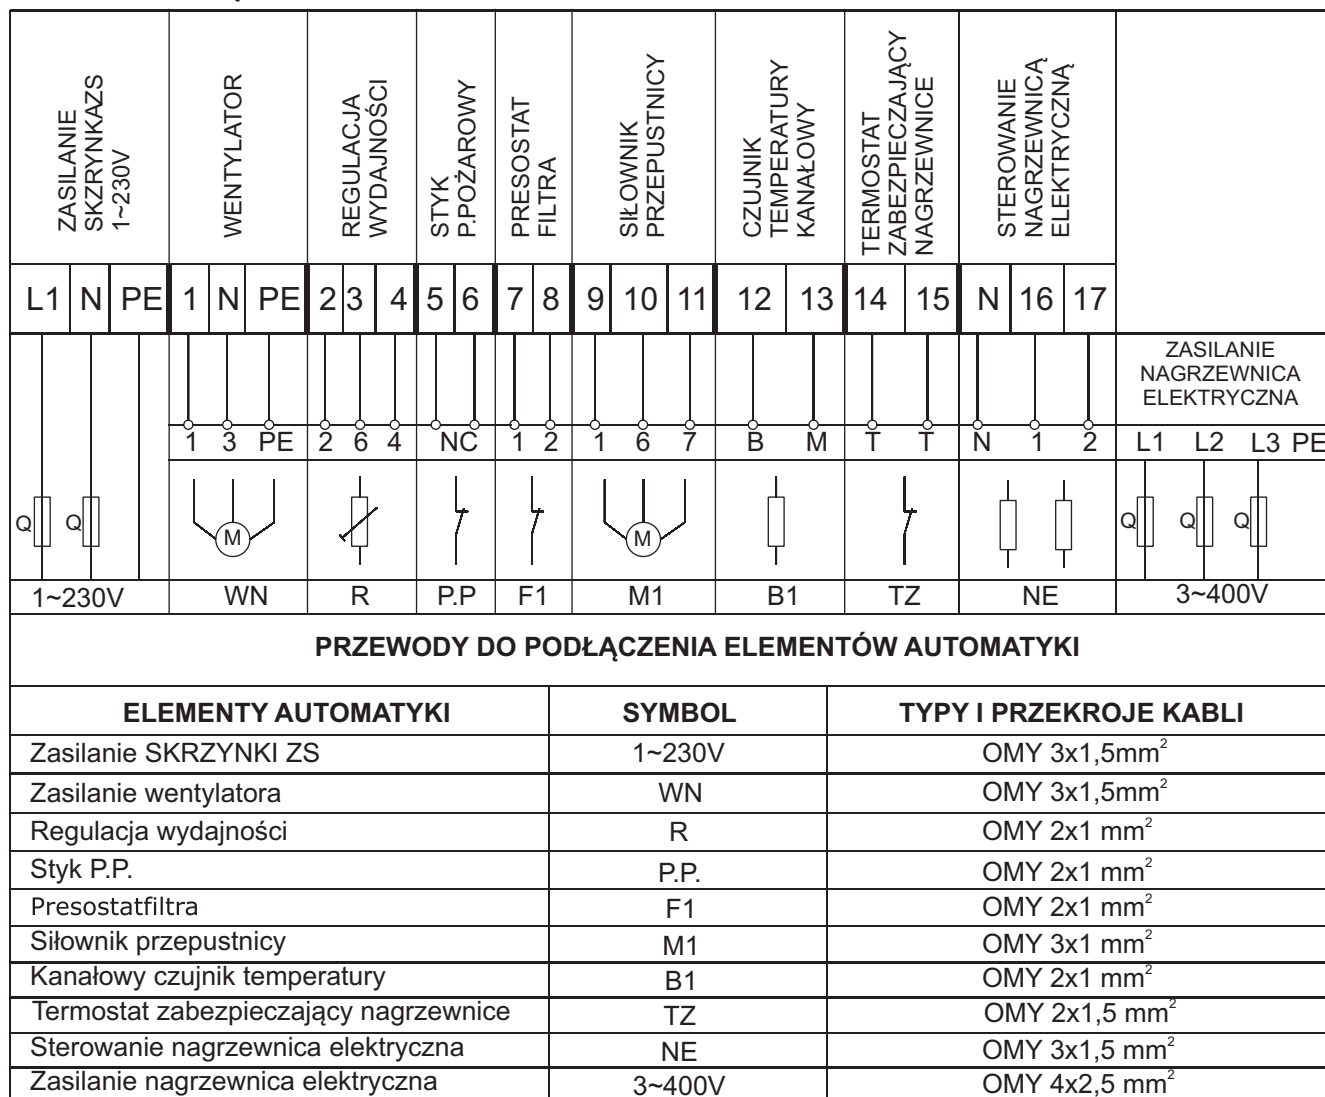 ZASILANIE
SKZRYNKAZS
1~230V
WENTYLATOR
REGULACJA
WYDAJNOŚCI
STYK
P.POŻAROWY
PRESOSTAT
FILTRA
SIŁOWNIK
PRZEPUSTNICY
CZUJNIK
TEMPERATURY
KANAŁOWY
TERMOSTAT
ZABEZPIECZAJĄCY
NAGRZEWNICE
STEROWANIE
NAGRZEWNICĄ
ELEKTRYCZNĄ
L1 N PE 1 N PE 2 3 4 5 6 7 8 9 10 11 12 13 14 15 N 16 17
ZASILANIE
NAGRZEWNICA
ELEKTRYCZNA
1 3 PE 2 6 4 NC 1 2 1 6 7 B M T T N 1 2 L1 L2 L3 PE
Q Q M M Q Q Q
1~230V WN R P.P F1 M1 B1 TZ NE 3~400V
PRZEWODY DO PODŁĄCZENIA ELEMENTÓW AUTOMATYKI
ELEMENTY AUTOMATYKI SYMBOL TYPY I PRZEKROJE KABLI
Zasilanie SKRZYNKI ZS 1~230V OMY 3x1,5mm²
Zasilanie wentylatora WN OMY 3x1,5mm²
Regulacja wydajności R OMY 2x1 mm²
Styk P.P. P.P. OMY 2x1 mm²
Presostatfiltra F1 OMY 2x1 mm²
Siłownik przepustnicy M1 OMY 3x1 mm²
Kanałowy czujnik temperatury B1 OMY 2x1 mm²
Termostat zabezpieczający nagrzewnice TZ OMY 2x1,5 mm²
Sterowanie nagrzewnica elektryczna NE OMY 3x1,5 mm²
Zasilanie nagrzewnica elektryczna 3~400V OMY 4x2,5 mm²